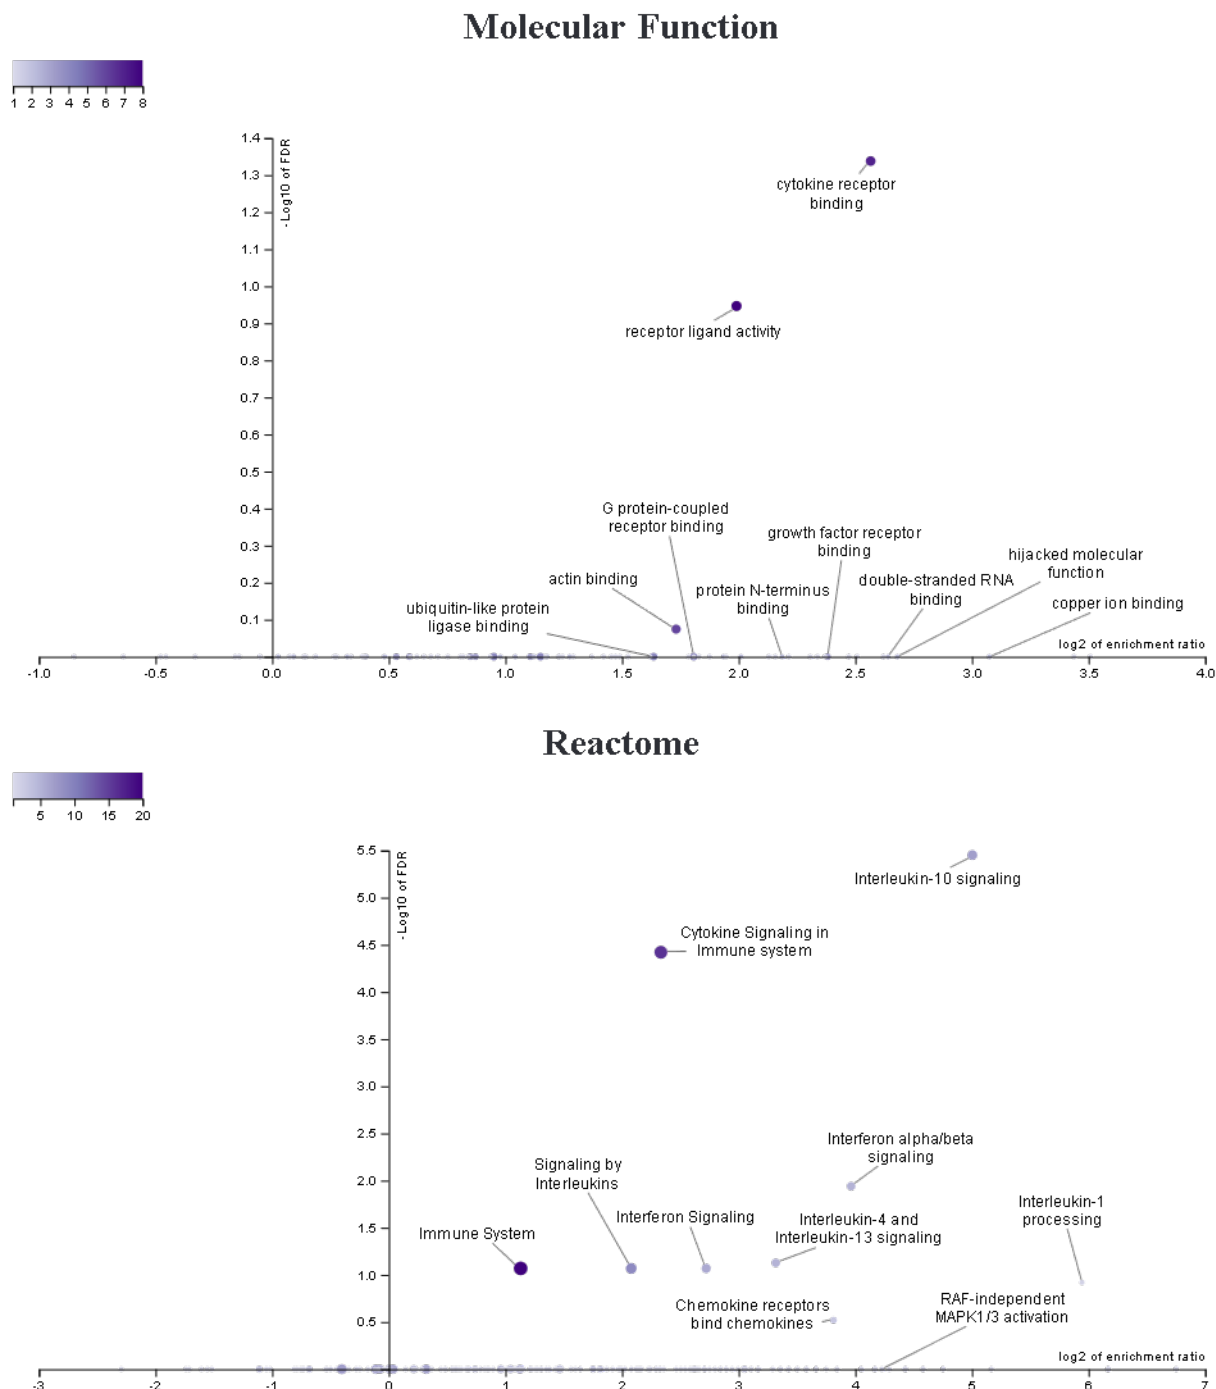 Molecular Function
1 2 3 4 5 6 7 8
1.4
-Log10 of FDR
1.3
cytokine receptor
binding
1.2
1.1
1.0
0.9
receptor ligand activity
0.8
0.7
0.6
0.5
G protein-coupled
receptor binding
0.4
growth factor receptor
binding
0.3
hijacked molecular
function
actin binding
double-stranded RNA
binding
0.2
protein N-terminus
binding
copper ion binding
ubiquitin-like protein
ligase binding
0.1
log2 of enrichment ratio
-1.0 -0.5 0.0 0.5 1.0 1.5 2.0 2.5 3.0 3.5 4.0
Reactome
5 10 15 20
5.5
-Log10 of FDR
Interleukin-10 signaling
5.0
Cytokine Signaling in
Immune system
4.5
4.0
3.5
3.0
2.5
Interferon alpha/beta
signaling
Signaling by
Interleukins
2.0
Interleukin-1
processing
Interferon Signaling
Interleukin-4 and
Interleukin-13 signaling
Immune System
1.5
1.0
Chemokine receptors
bind chemokines
RAF-independent
MAPK1/3 activation
0.5
log2 of enrichment ratio
-3 -2 -1 0 1 2 3 4 5 6 7